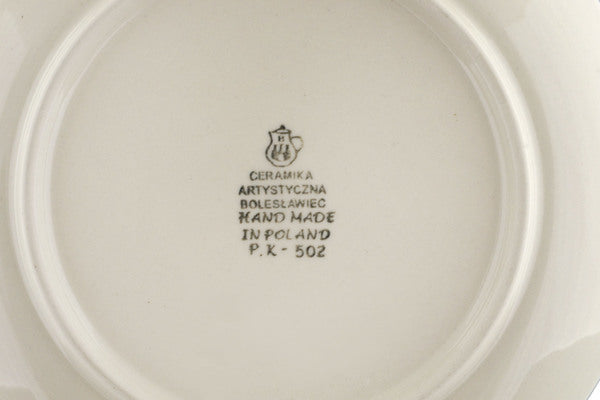 B
CERAMIKA
ARTYSTYCZNA
BOLESŁAWIEC
HAND MADE
IN POLAND
P.K - 502